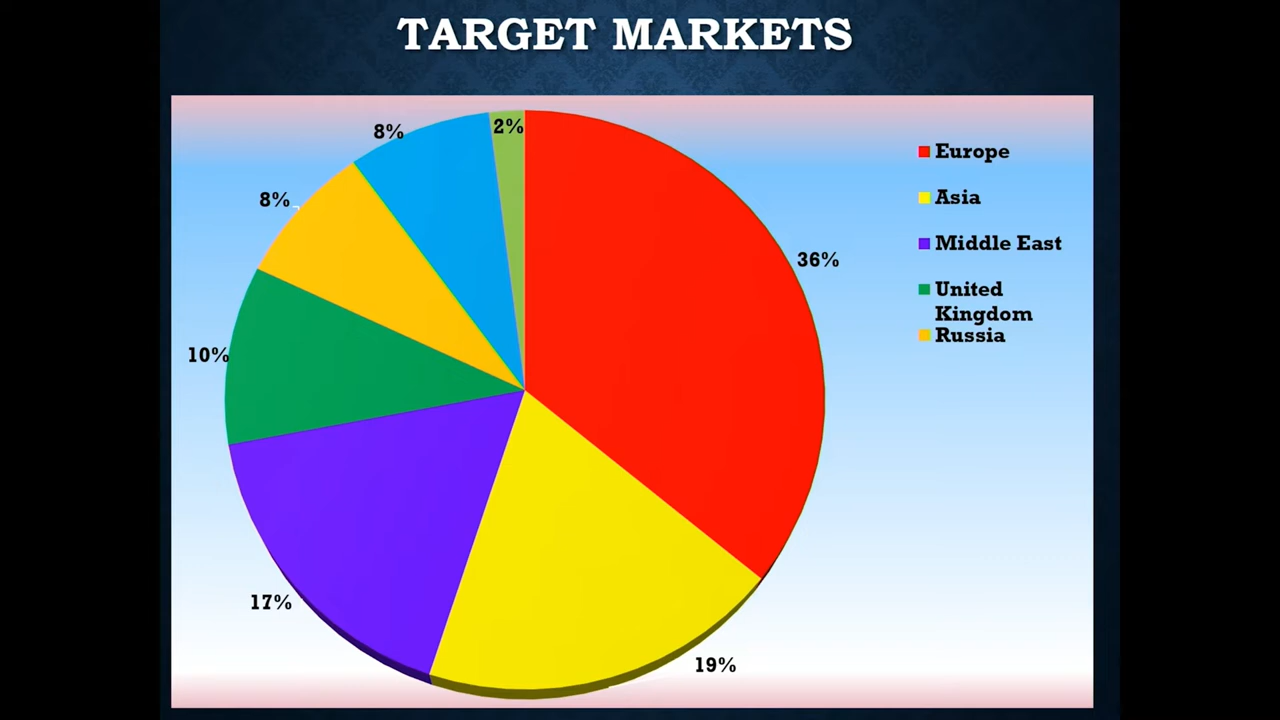 TARGET MARKETS
8%
2%
8%
36%
10%
17%
19%
Europe
Asia
Middle East
United
Kingdom
Russia